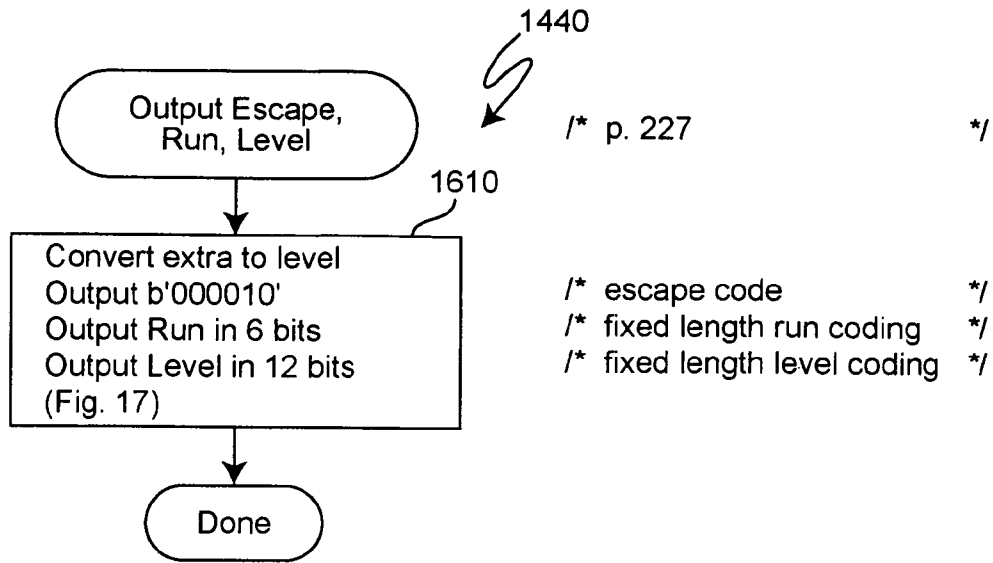 1440
Output Escape,
Run, Level
/* p. 227 */
1610
Convert extra to level
Output b'000010' /* escape code */
Output Run in 6 bits /* fixed length run coding */
Output Level in 12 bits /* fixed length level coding */
(Fig. 17)
Done